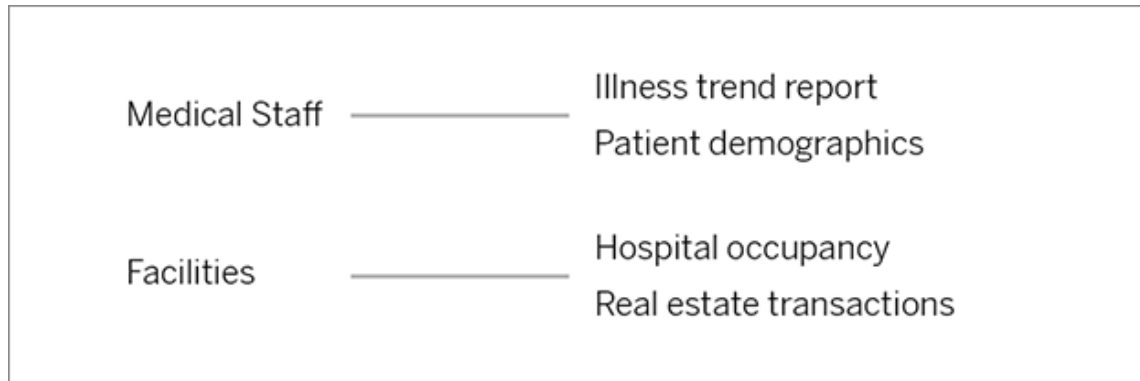 Medical Staff
Illness trend report
Patient demographics
Facilities
Hospital occupancy
Real estate transactions